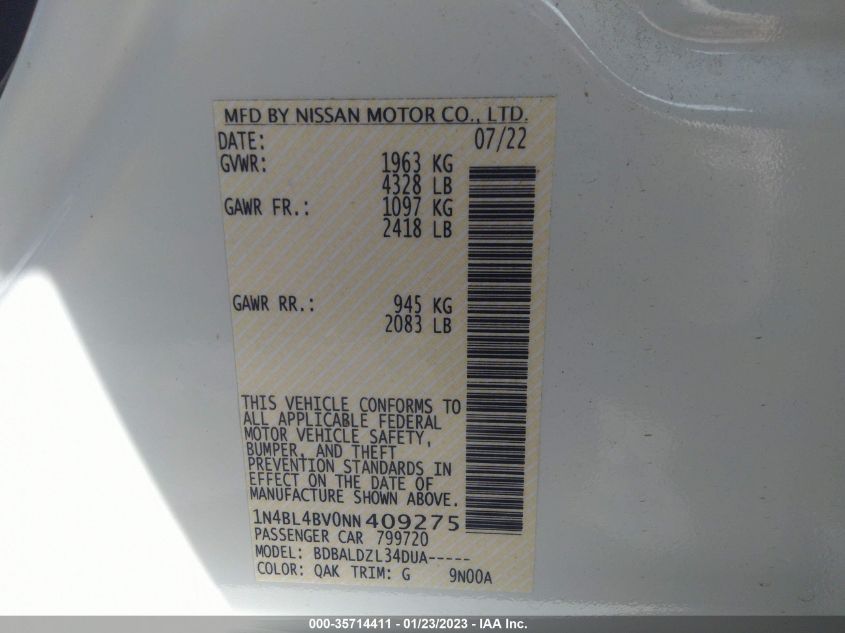 MFD BY NISSAN MOTOR CO., LTD.
DATE: 07/22
GVWR: 1963 KG
4328 LB
GAWR FR.: 1097 KG
2418 LB
GAWR RR.: 945 KG
2083 LB
THIS VEHICLE CONFORMS TO
ALL APPLICABLE FEDERAL
MOTOR VEHICLE SAFETY,
BUMPER, AND THEFT
PREVENTION STANDARDS IN
EFFECT ON THE DATE OF
MANUFACTURE SHOWN ABOVE.
1N4BL4BV0NN409275
PASSENGER CAR 799720
MODEL: BDBALDZL34DUA-----
COLOR: QAK TRIM: G 9N00A
000-35714411 - 01/23/2023 - IAA Inc.